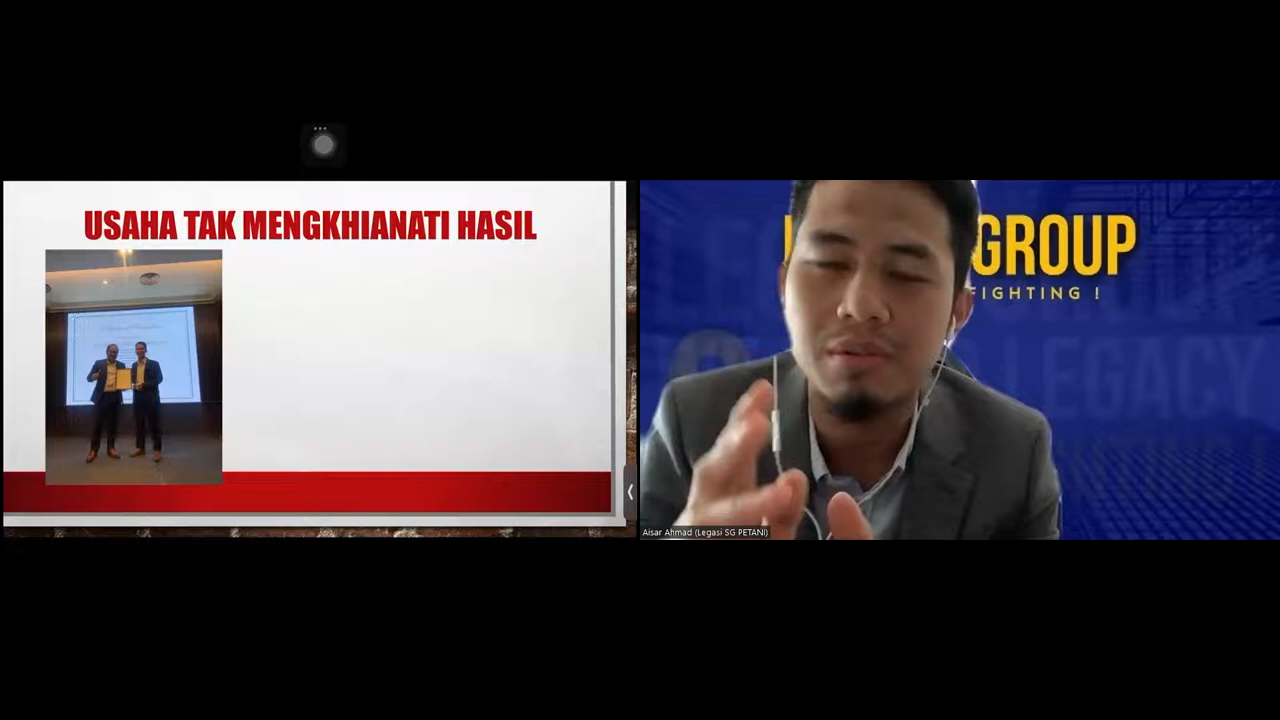 USAHA TAK MENGKHIANATI HASIL
GROUP
FIGHTING !
LEGACY
Aisar Ahmad (Legasi SG PETANI)